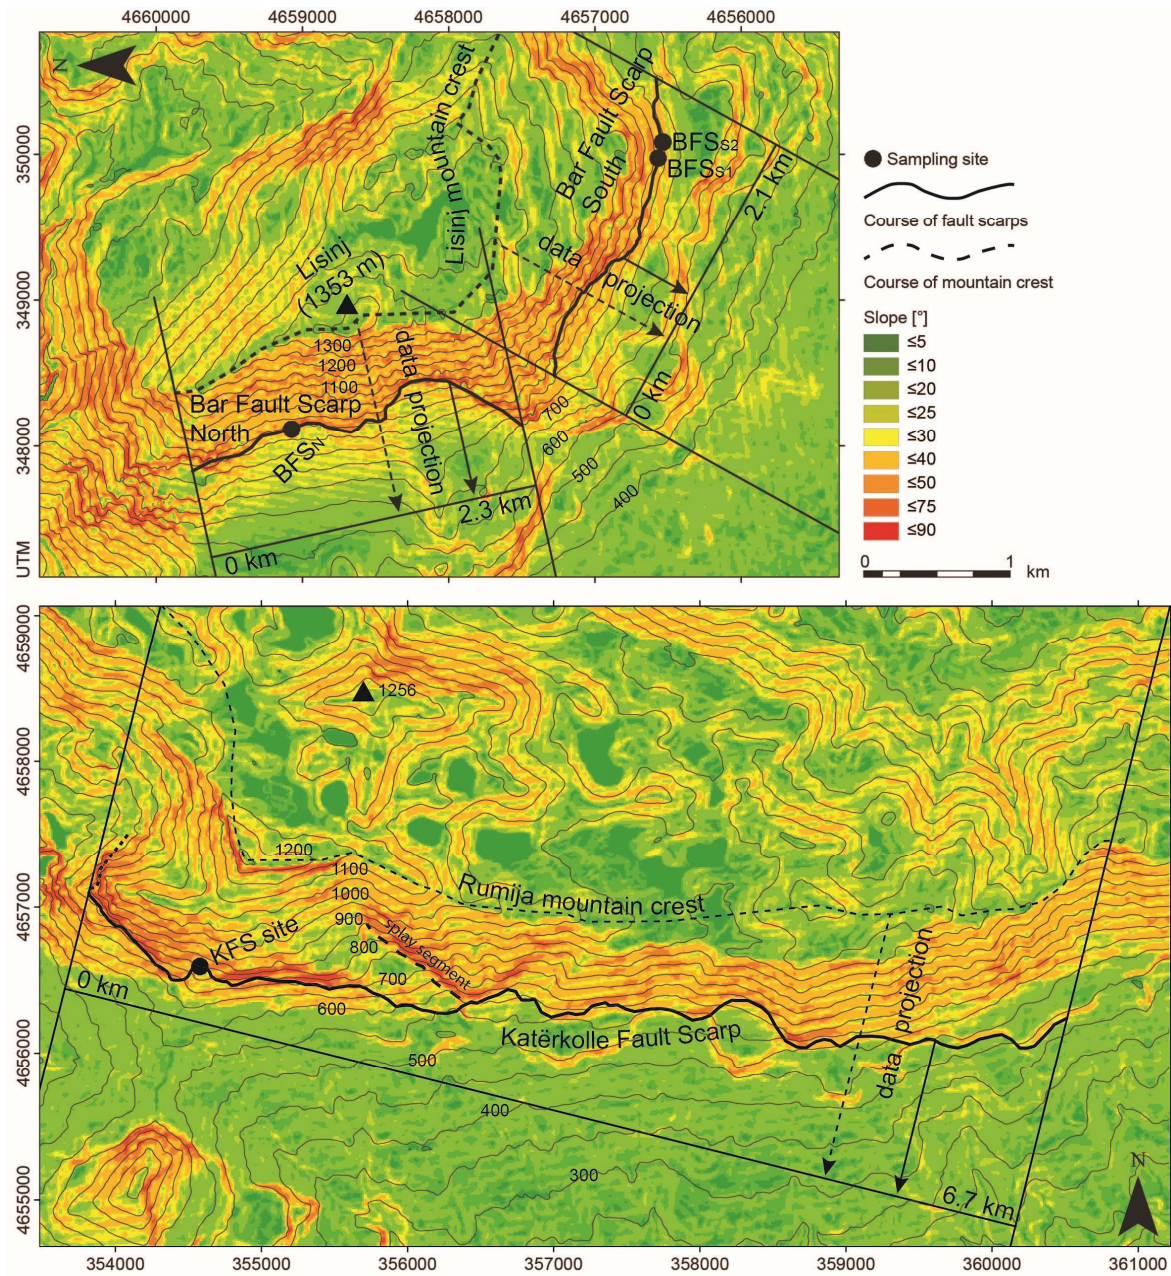 4660000 4659000 4658000 4657000 4656000
N
350000
349000
348000
UTM
Lisinj mountain crest
Bar Fault Scarp
South
BFSS2
BFSS1
2.1 km
data projection
0 km
Lisinj
(1353 m)
1300
1200
1100
data projection
Bar Fault Scarp
North
BFSN
700
600
500
400
2.3 km
0 km
Sampling site
Course of fault scarps
Course of mountain crest
Slope [°]
≤5
≤10
≤20
≤25
≤30
≤40
≤50
≤75
≤90
0 1
km
4659000
4658000
4657000
4656000
4655000
1256
1200
1100
1000
900
800
700
600
Rumija mountain crest
splay segment
KFS site
0 km
Katërkolle Fault Scarp
data projection
500
400
300
6.7 km
N
354000 355000 356000 357000 358000 359000 360000 361000